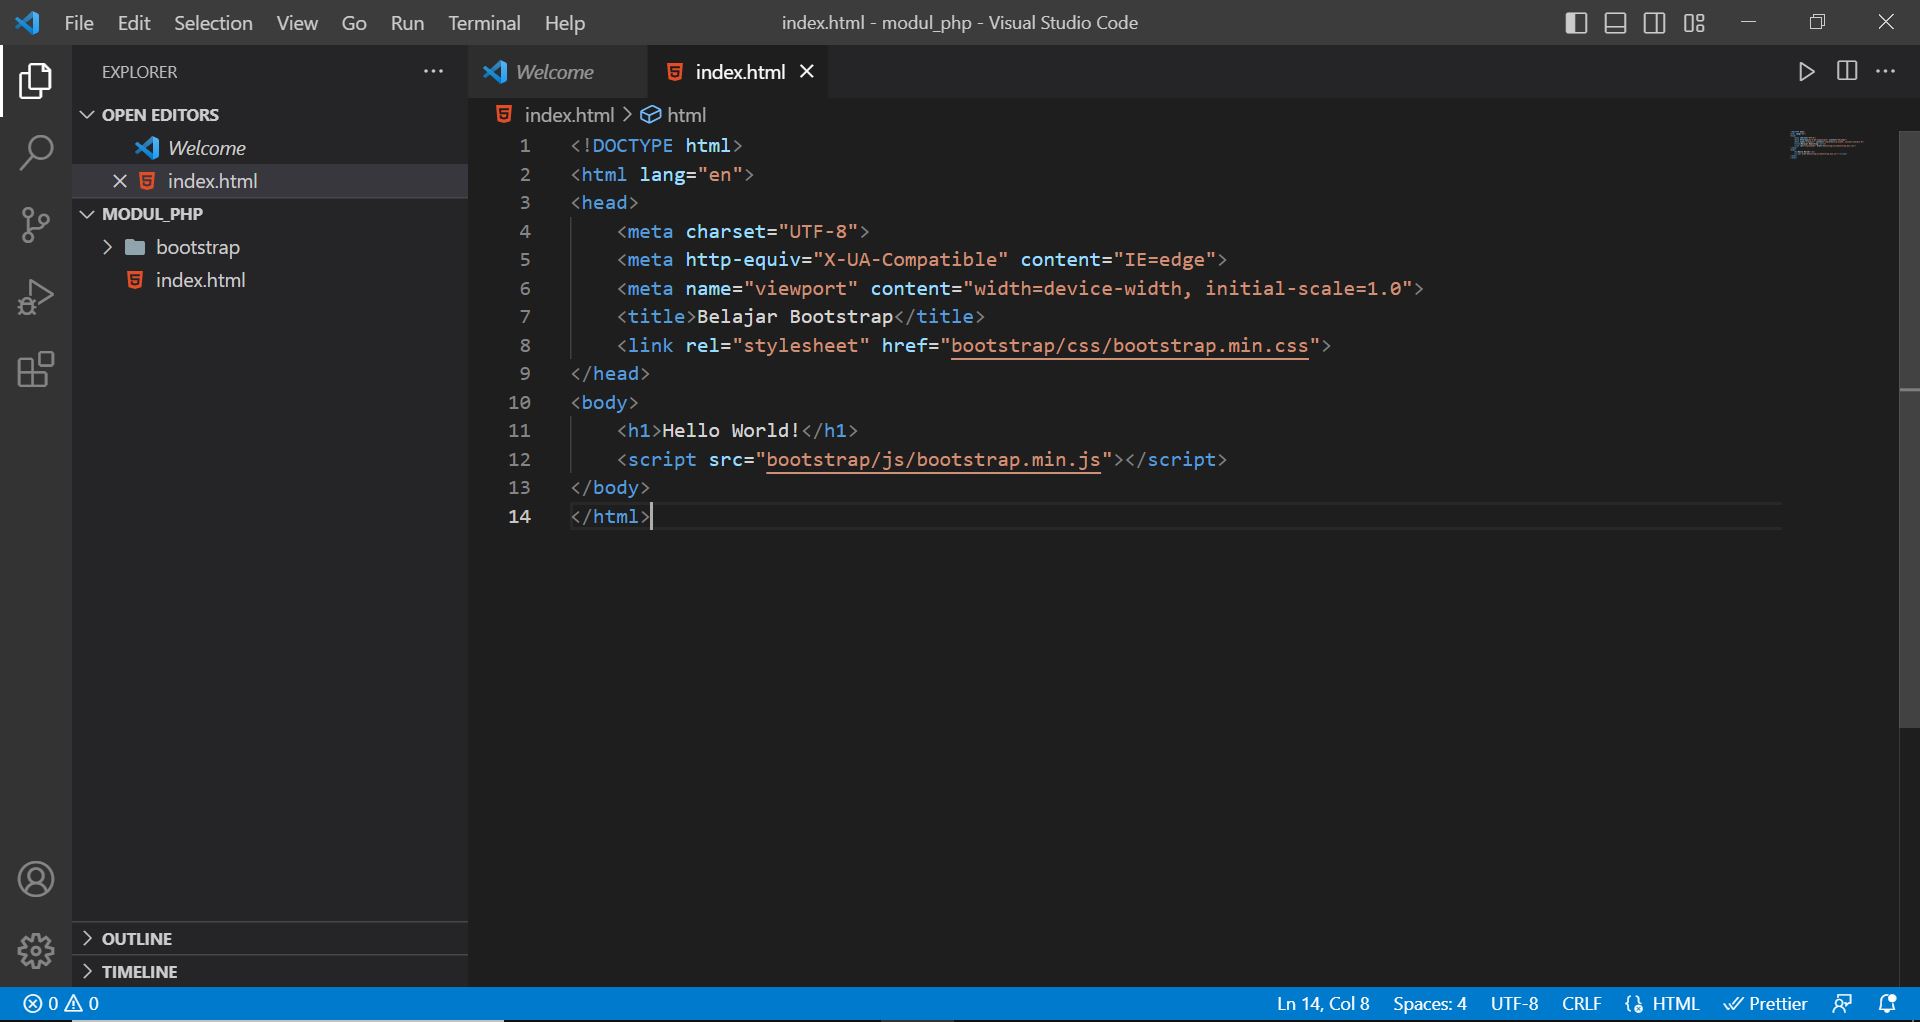 File Edit Selection View Go Run Terminal Help
index.html - modul_php - Visual Studio Code
EXPLORER
OPEN EDITORS
Welcome
index.html
MODUL_PHP
bootstrap
index.html
OUTLINE
TIMELINE
Welcome
index.html
index.html > html
1 <!DOCTYPE html>
2 <html lang="en">
3 <head>
4     <meta charset="UTF-8">
5     <meta http-equiv="X-UA-Compatible" content="IE=edge">
6     <meta name="viewport" content="width=device-width, initial-scale=1.0">
7     <title>Belajar Bootstrap</title>
8     <link rel="stylesheet" href="bootstrap/css/bootstrap.min.css">
9 </head>
10 <body>
11     <h1>Hello World!</h1>
12     <script src="bootstrap/js/bootstrap.min.js"></script>
13 </body>
14 </html>
0 0
Ln 14, Col 8 Spaces: 4 UTF-8 CRLF HTML Prettier